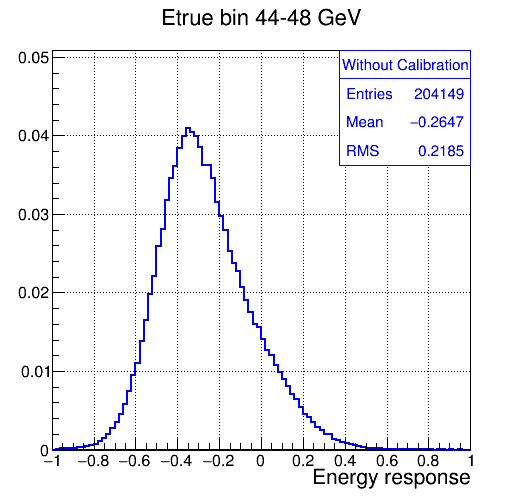 Etrue bin 44-48 GeV
Without Calibration
Entries 204149
Mean −0.2647
RMS 0.2185
0.05
0.04
0.03
0.02
0.01
0
−1 −0.8 −0.6 −0.4 −0.2 0 0.2 0.4 0.6 0.8 1
Energy response